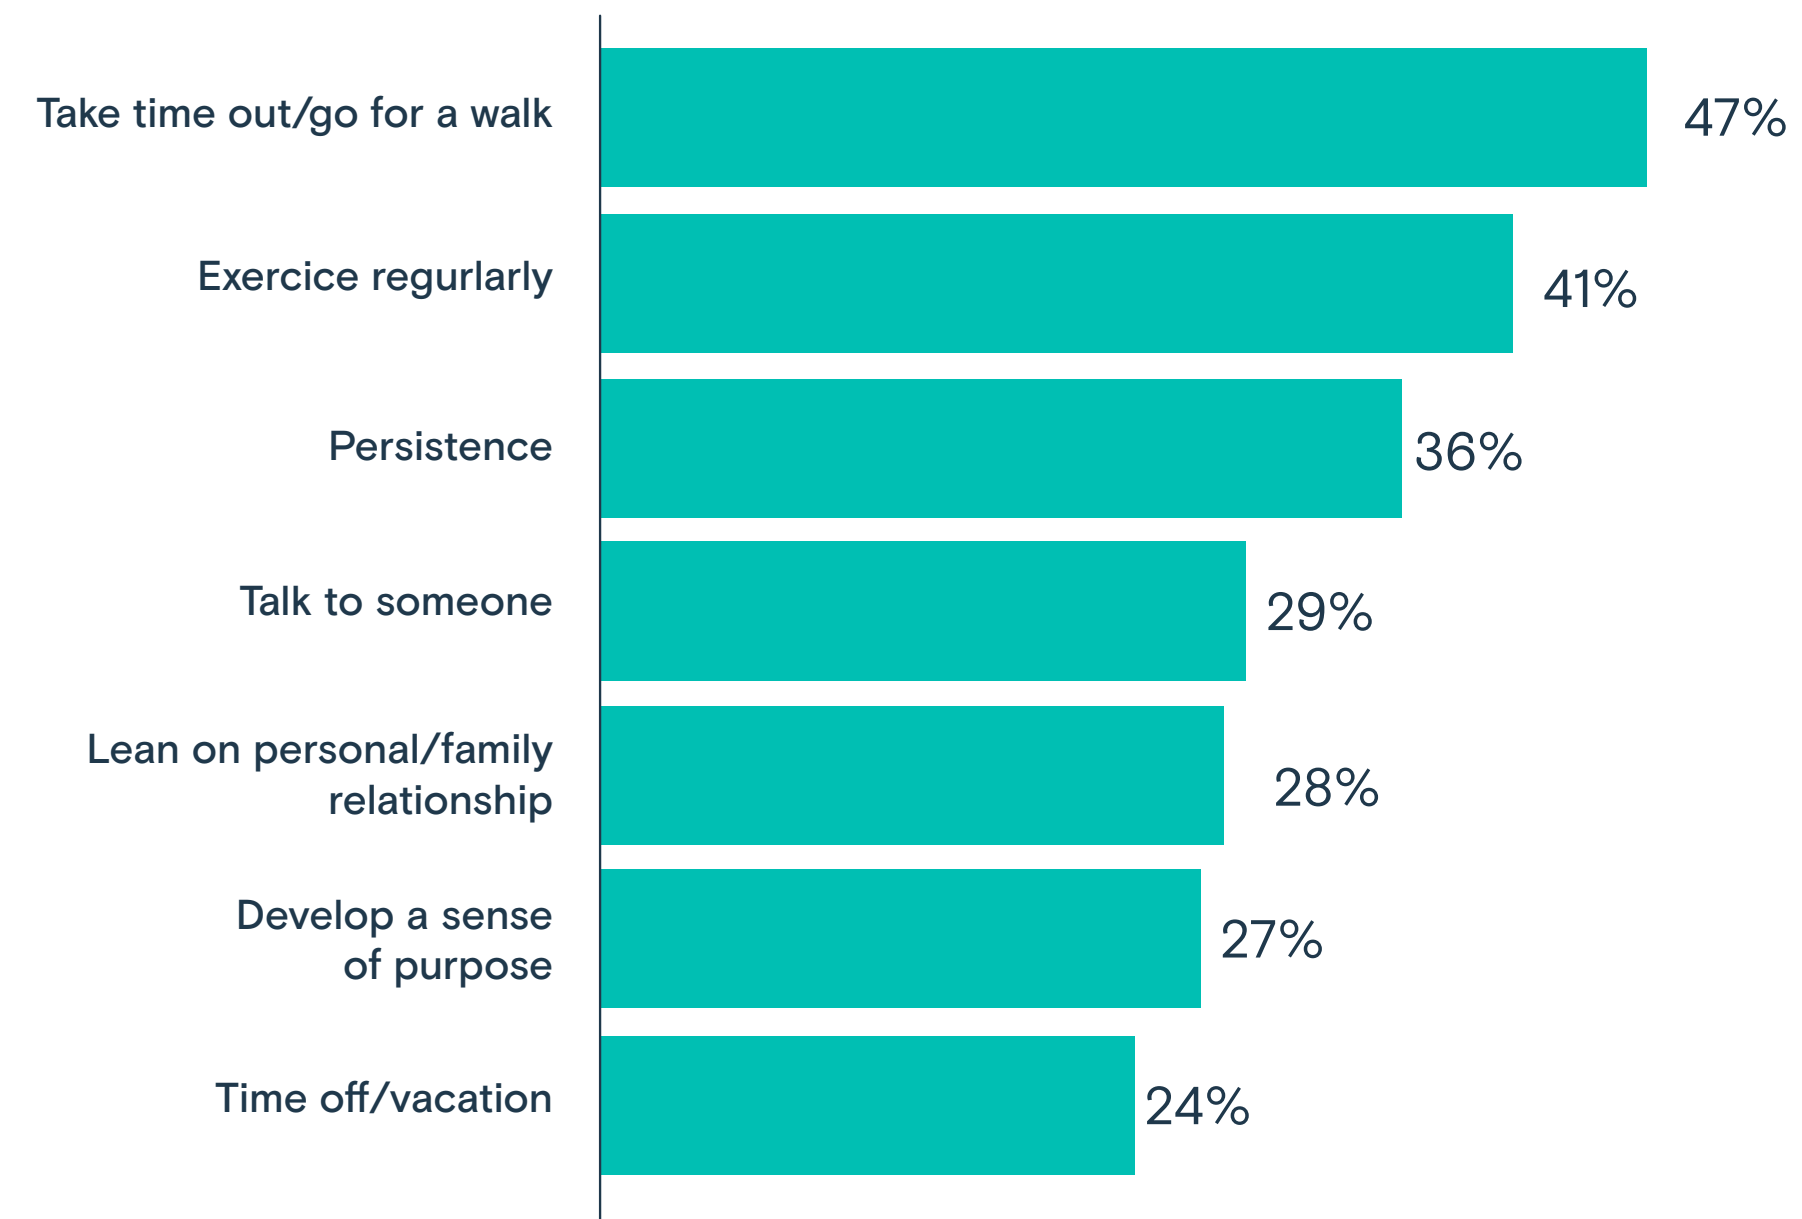 Take time out/go for a walk
47%
Exercice regurlarly
41%
Persistence
36%
Talk to someone
29%
Lean on personal/family
relationship
28%
Develop a sense
of purpose
27%
Time off/vacation
24%